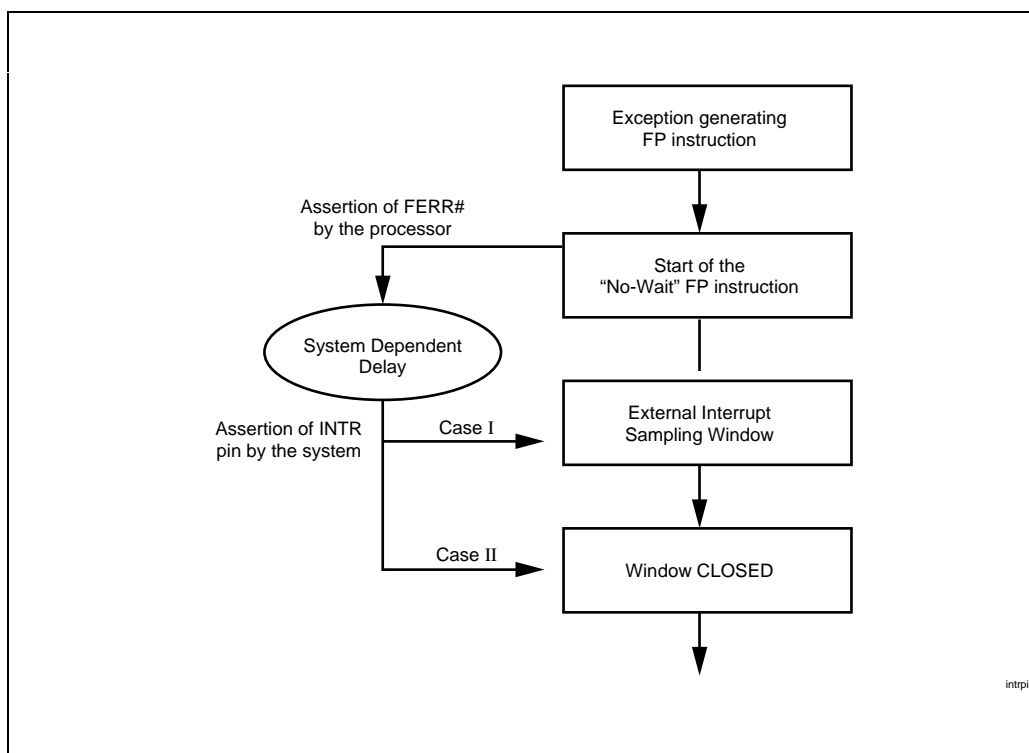 Exception generating
FP instruction
Assertion of FERR#
by the processor
Start of the
“No-Wait” FP instruction
System Dependent
Delay
Assertion of INTR
pin by the system
Case I
External Interrupt
Sampling Window
Case II
Window CLOSED
intrpi